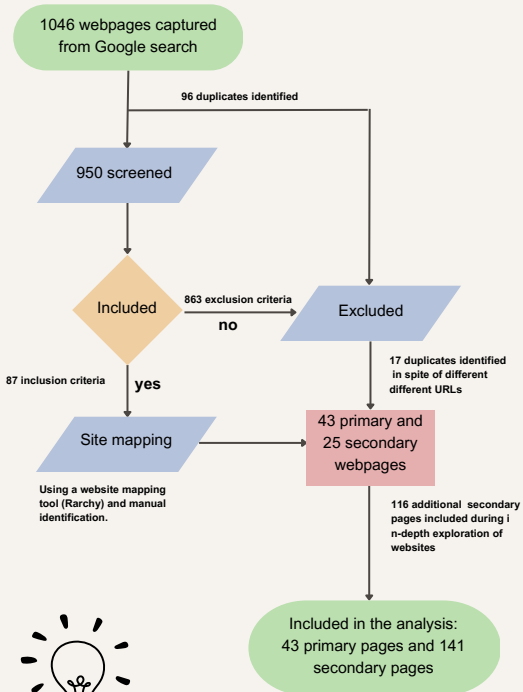 1046 webpages captured
from Google search
96 duplicates identified
950 screened
Included
863 exclusion criteria
no
Excluded
17 duplicates identified
in spite of different
different URLs
87 inclusion criteria
yes
Site mapping
43 primary and
25 secondary
webpages
Using a website mapping
tool (Rarchy) and manual
identification.
116 additional secondary
pages included during i
n-depth exploration of
websites
Included in the analysis:
43 primary pages and 141
secondary pages